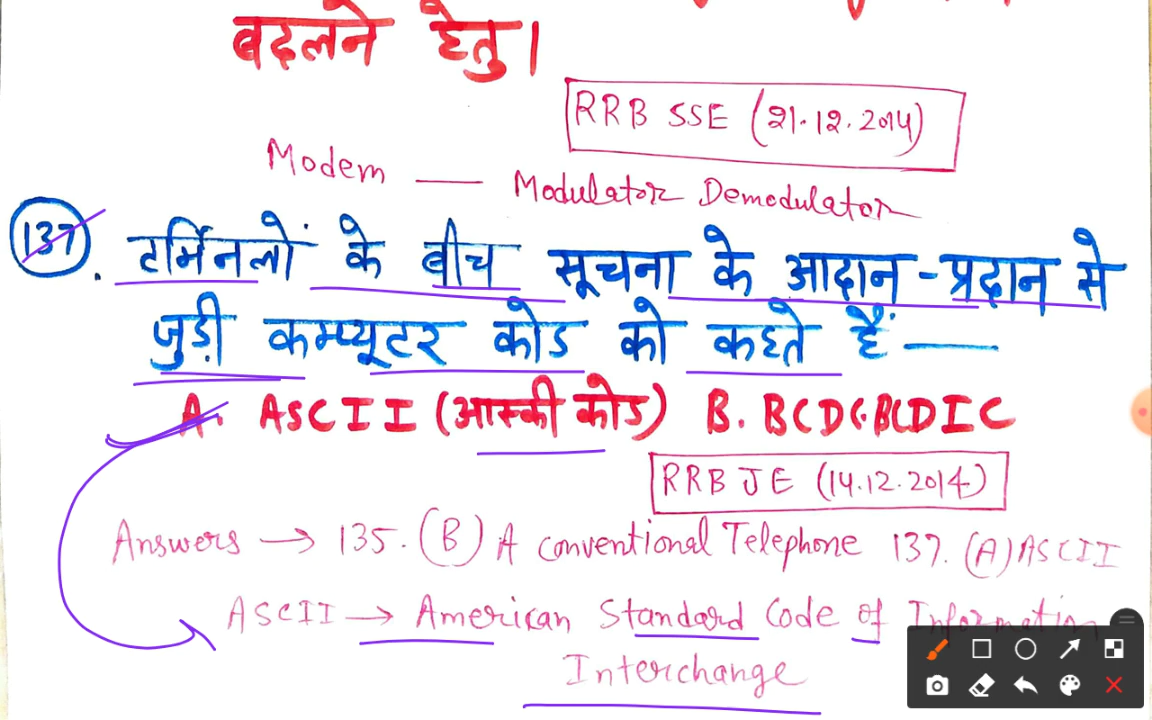 बदलने हेतु।
RRB SSE (21.12.2014)
Modem — Modulator Demodulator
137. टर्मिनलों के बीच सूचना के आदान-प्रदान से
जुड़ी कम्प्यूटर कोड को कहते हैं —
A. ASCII (आस्की कोड) B. BCD C. BCDIC
RRB JE (14.12.2014)
Answers → 135. (B) A conventional Telephone 137. (A) ASCII
ASCII → American Standard Code of Information
Interchange